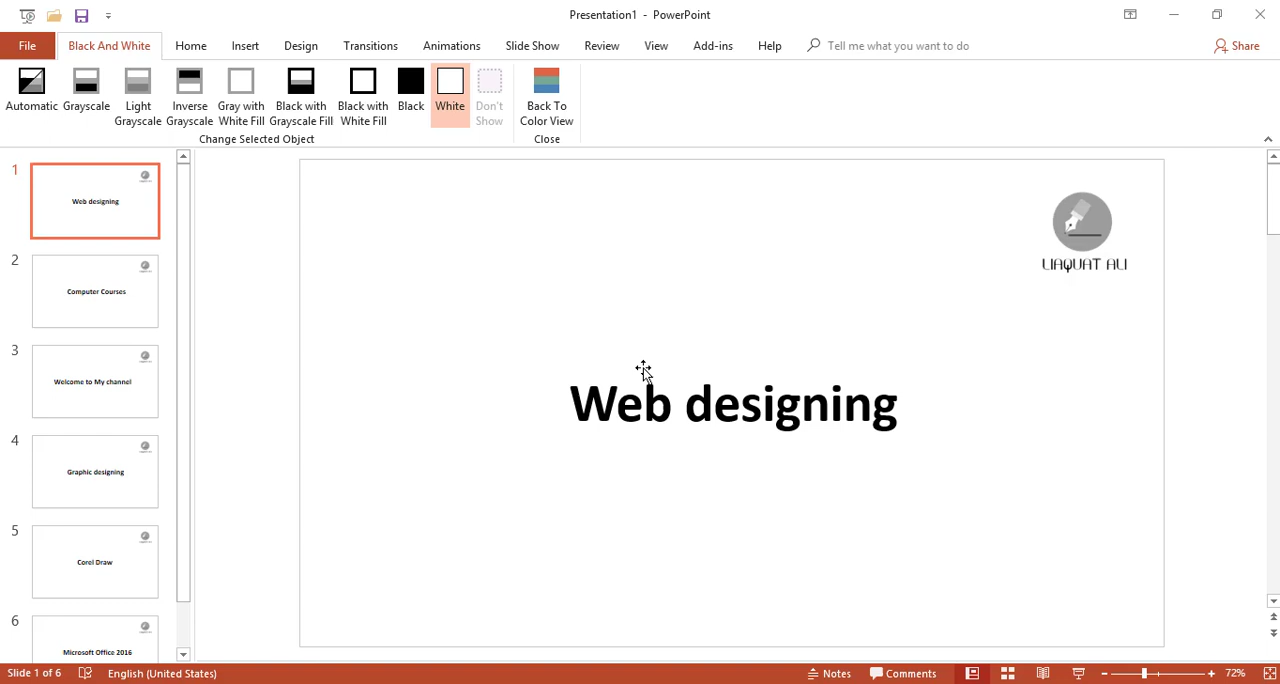 Presentation1 - PowerPoint
File Black And White Home Insert Design Transitions Animations Slide Show Review View Add-ins Help Tell me what you want to do Share
Automatic Grayscale Light Grayscale Inverse Grayscale Gray with White Fill Black with Grayscale Fill Black with White Fill Black White Don't Show Back To Color View
Change Selected Object Close
1 Web designing
2 Computer Courses
3 Welcome to My channel
4 Graphic designing
5 Corel Draw
6 Microsoft Office 2016
LIAQUAT ALI
Web designing
Slide 1 of 6 English (United States) Notes Comments 72%